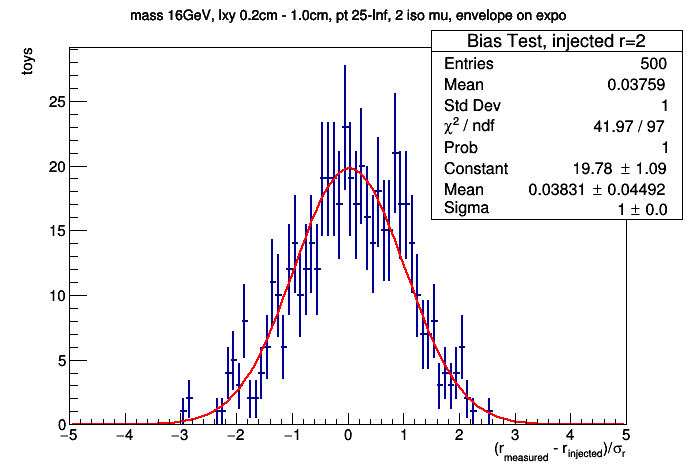 mass 16GeV, lxy 0.2cm - 1.0cm, pt 25-Inf, 2 iso mu, envelope on expo
toys
Bias Test, injected r=2
Entries 500
Mean 0.03759
Std Dev 1
χ² / ndf 41.97 / 97
Prob 1
Constant 19.78 ± 1.09
Mean 0.03831 ± 0.04492
Sigma 1 ± 0.0
25
20
15
10
5
0
−5 −4 −3 −2 −1 0 1 2 3 4 5
(r_measured - r_injected)/σ_r